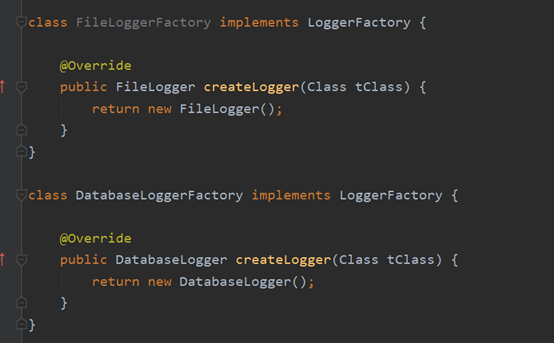 class FileLoggerFactory implements LoggerFactory {
@Override
public FileLogger createLogger(Class tClass) {
return new FileLogger();
}
}
class DatabaseLoggerFactory implements LoggerFactory {
@Override
public DatabaseLogger createLogger(Class tClass) {
return new DatabaseLogger();
}
}